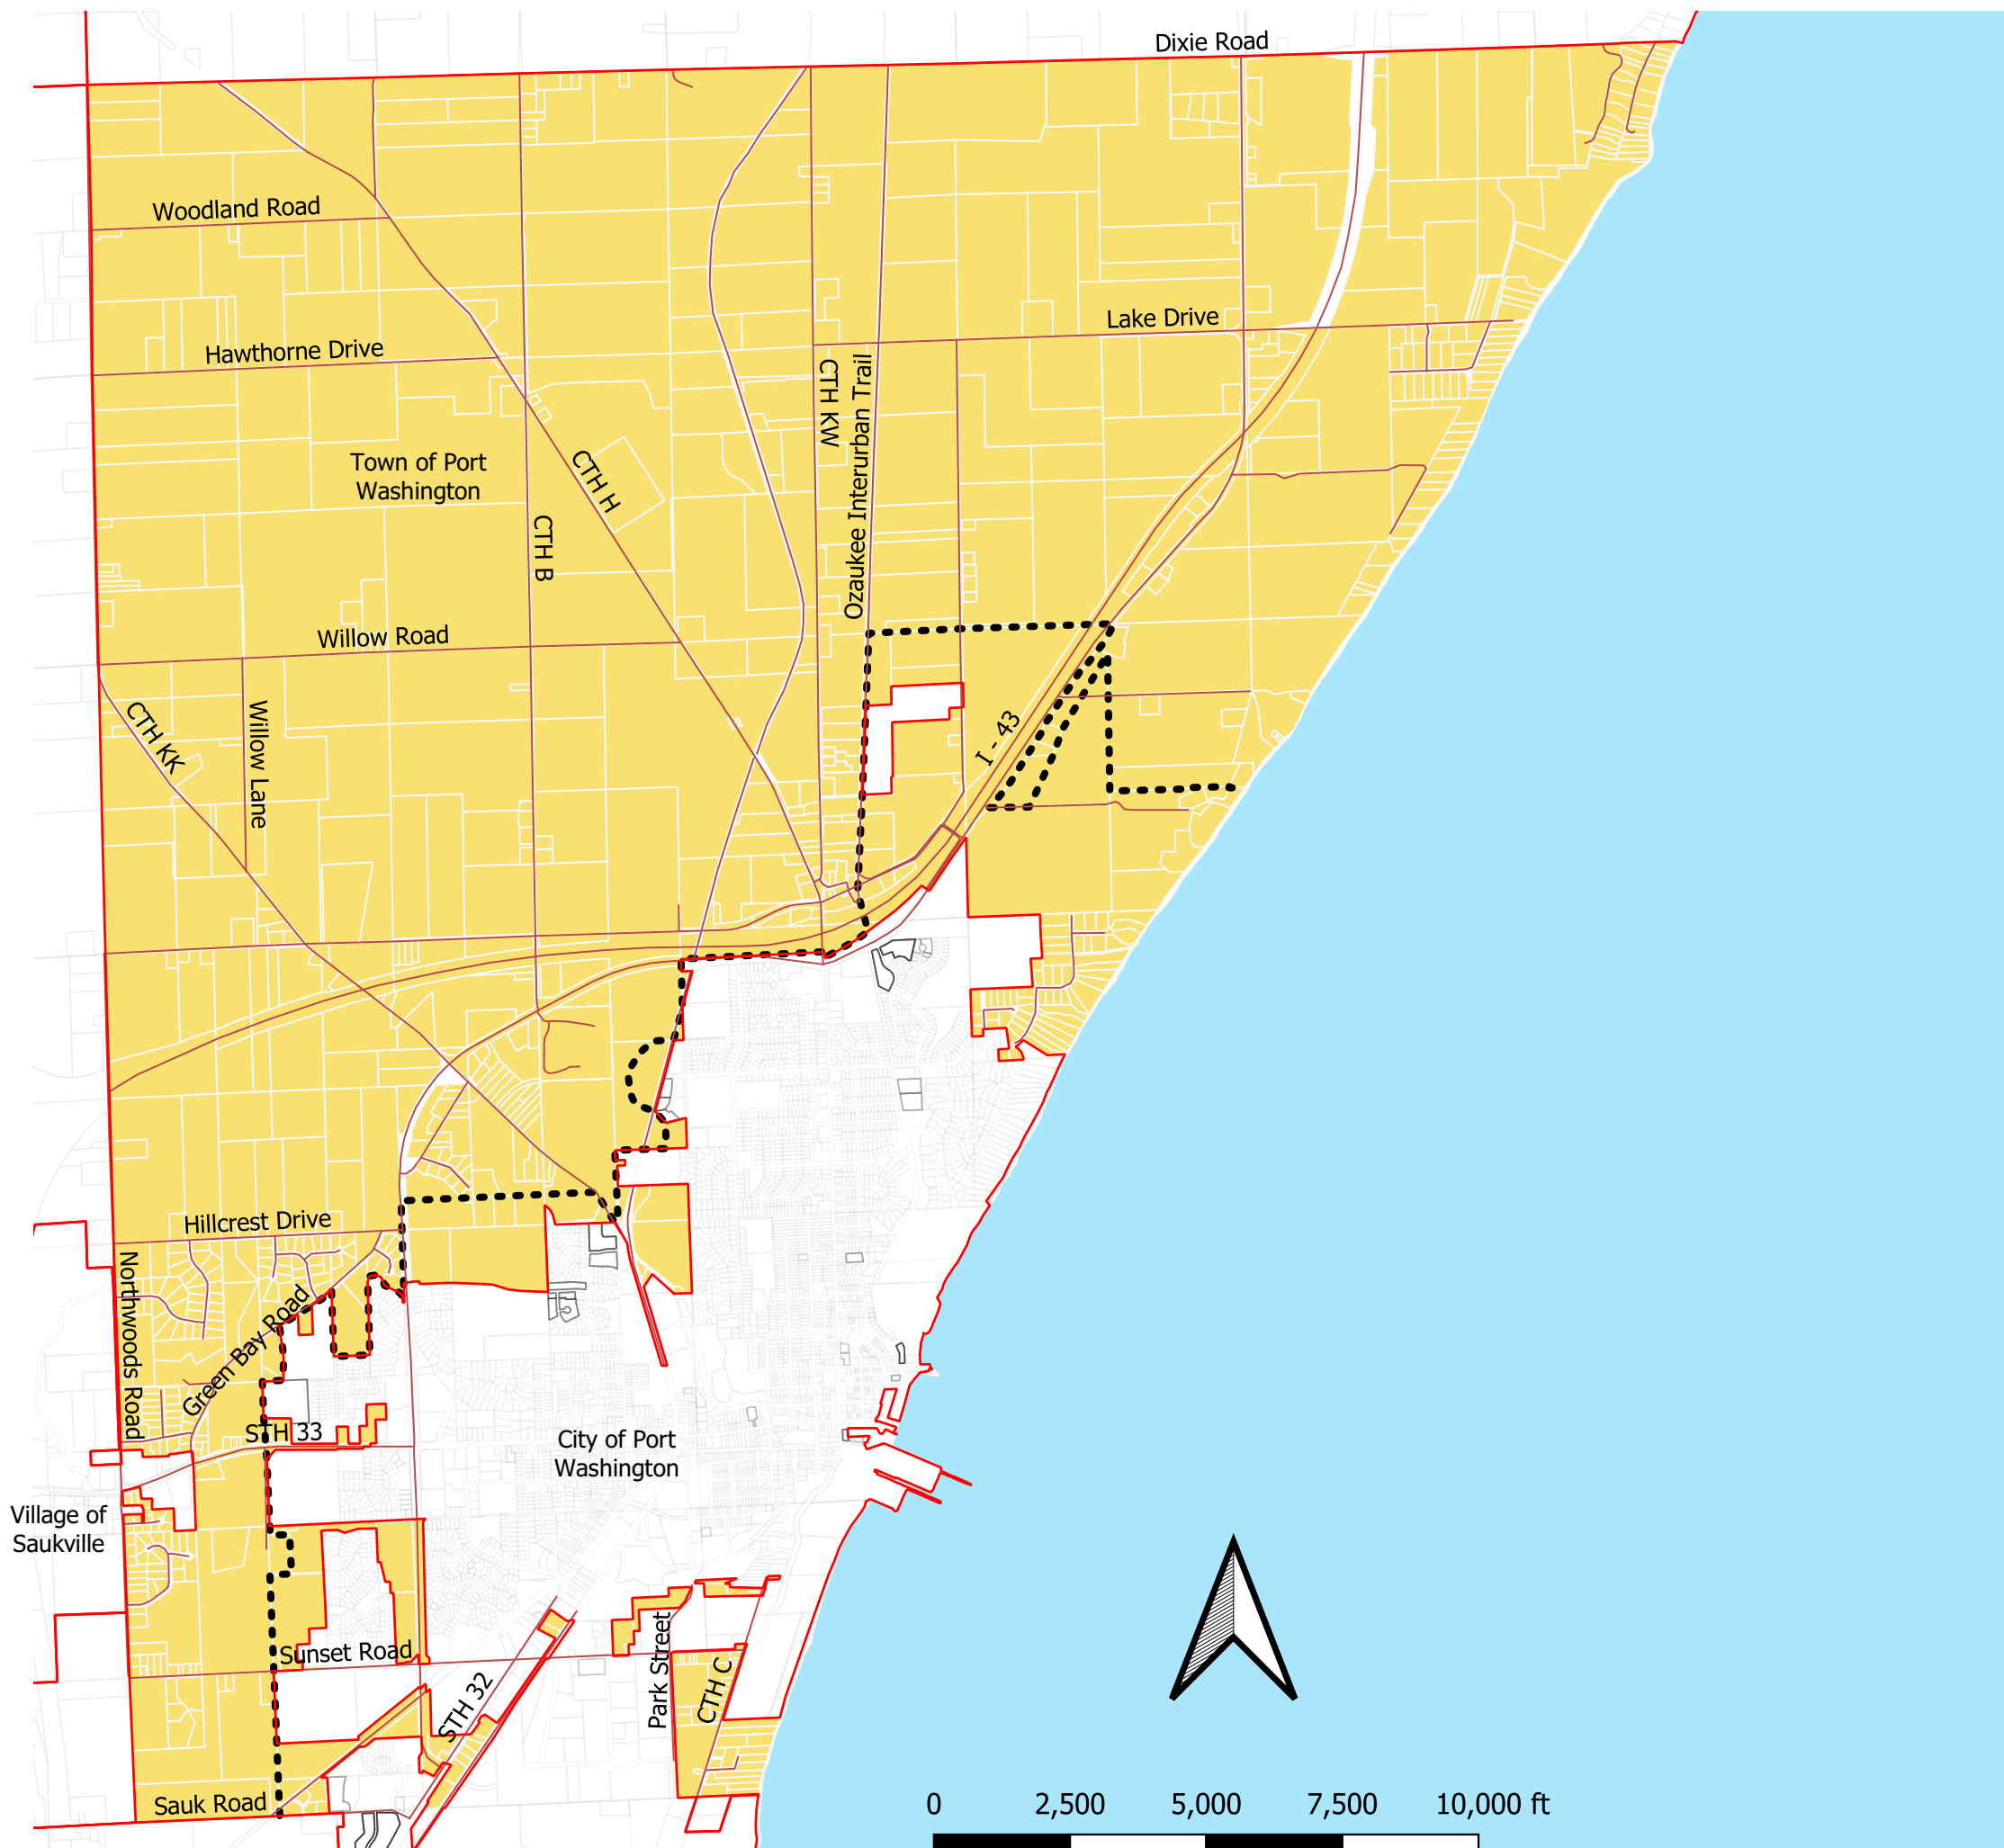 Dixie Road
Woodland Road
Lake Drive
Hawthorne Drive
CTH KW
Ozaukee Interurban Trail
Town of Port
Washington
CTH H
CTH B
Willow Road
CTH KK
Willow Lane
I - 43
Hillcrest Drive
Northwoods Road
Green Bay Road
STH 33
City of Port
Washington
Village of
Saukville
Sunset Road
STH 32
Park Street
CTH C
Sauk Road
0 2,500 5,000 7,500 10,000 ft